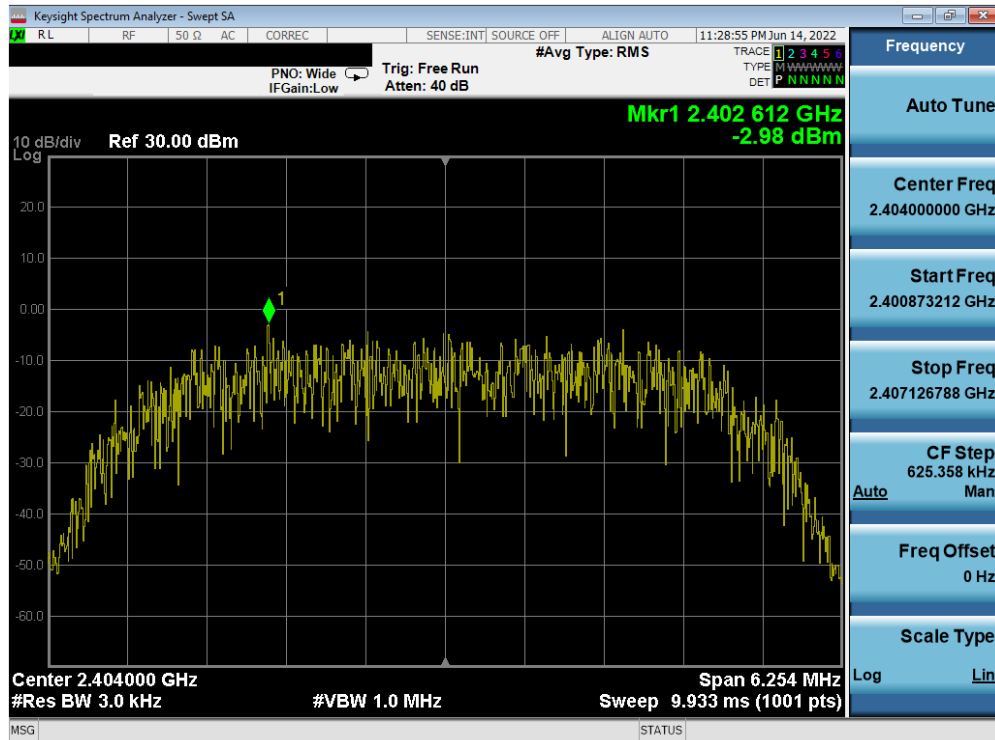 Keysight Spectrum Analyzer - Swept SA
LXI RL RF 50 Ω AC CORREC SENSE:INT SOURCE OFF ALIGN AUTO 11:28:55 PM Jun 14, 2022
#Avg Type: RMS
TRACE 1 2 3 4 5 6
TYPE M W W W W W
DET P N N N N N
PNO: Wide
IFGain:Low
Trig: Free Run
Atten: 40 dB
Mkr1 2.402 612 GHz
-2.98 dBm
10 dB/div
Log
Ref 30.00 dBm
20.0
10.0
0.00
-10.0
-20.0
-30.0
-40.0
-50.0
-60.0
1
Center 2.404000 GHz
#Res BW 3.0 kHz
#VBW 1.0 MHz
Span 6.254 MHz
Sweep 9.933 ms (1001 pts)
MSG
STATUS
Frequency
Auto Tune
Center Freq
2.404000000 GHz
Start Freq
2.400873212 GHz
Stop Freq
2.407126788 GHz
CF Step
625.358 kHz
Auto Man
Freq Offset
0 Hz
Scale Type
Log Lin